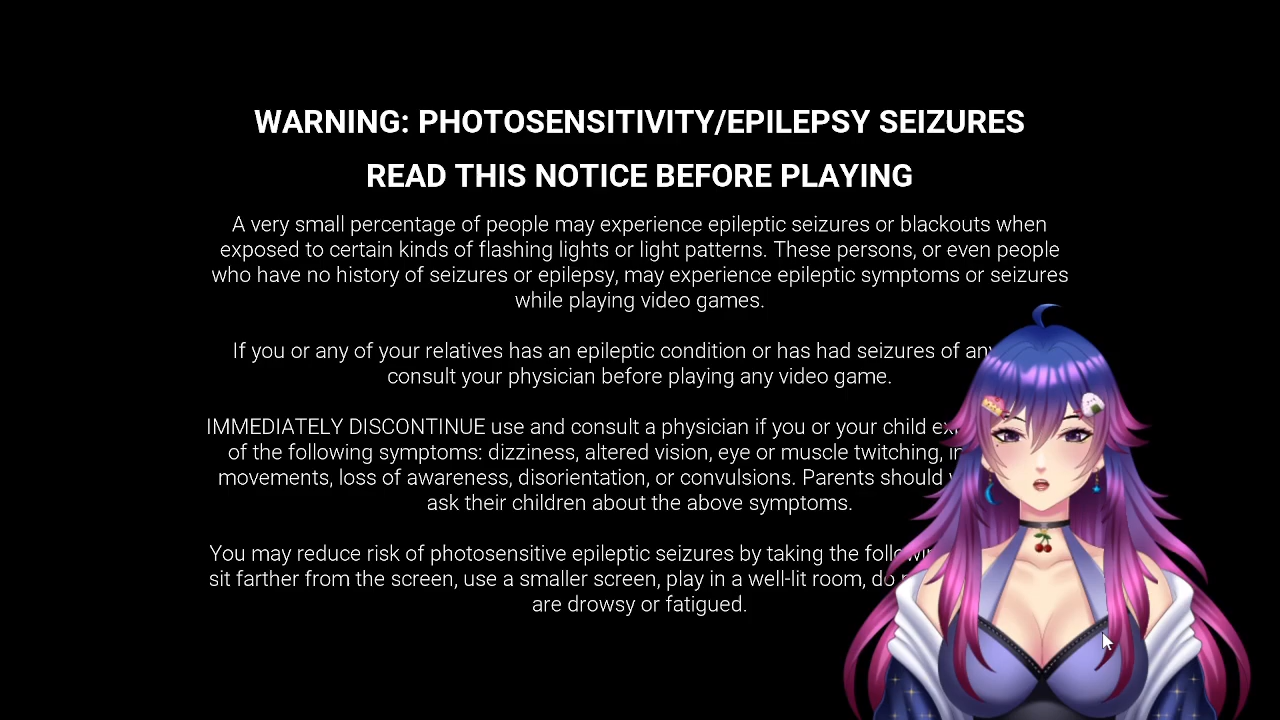 WARNING: PHOTOSENSITIVITY/EPILEPSY SEIZURES
READ THIS NOTICE BEFORE PLAYING
A very small percentage of people may experience epileptic seizures or blackouts when
exposed to certain kinds of flashing lights or light patterns. These persons, or even people
who have no history of seizures or epilepsy, may experience epileptic symptoms or seizures
while playing video games.
If you or any of your relatives has an epileptic condition or has had seizures of any
consult your physician before playing any video game.
IMMEDIATELY DISCONTINUE use and consult a physician if you or your child
of the following symptoms: dizziness, altered vision, eye or muscle twitching,
movements, loss of awareness, disorientation, or convulsions. Parents should
ask their children about the above symptoms.
You may reduce risk of photosensitive epileptic seizures by taking the
sit farther from the screen, use a smaller screen, play in a well-lit room, do
are drowsy or fatigued.